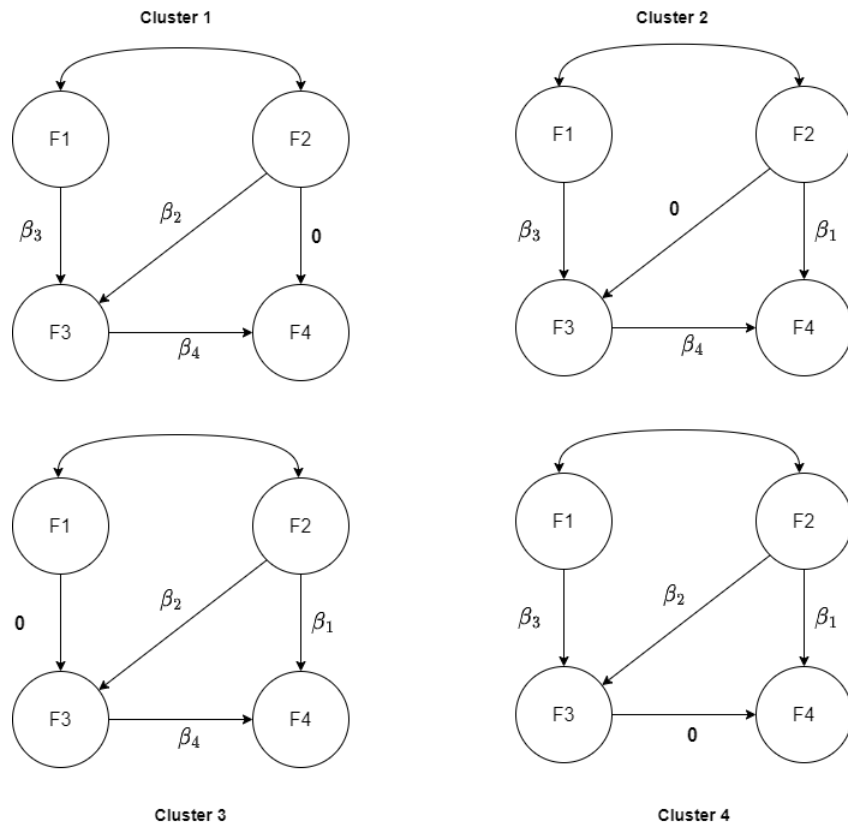 Cluster 1
F1
F2
β₃
β₂
0
F3
β₄
F4
Cluster 2
F1
F2
β₃
0
β₁
F3
β₄
F4
F1
F2
0
β₂
β₁
F3
β₄
F4
Cluster 3
F1
F2
β₃
β₂
β₁
F3
0
F4
Cluster 4